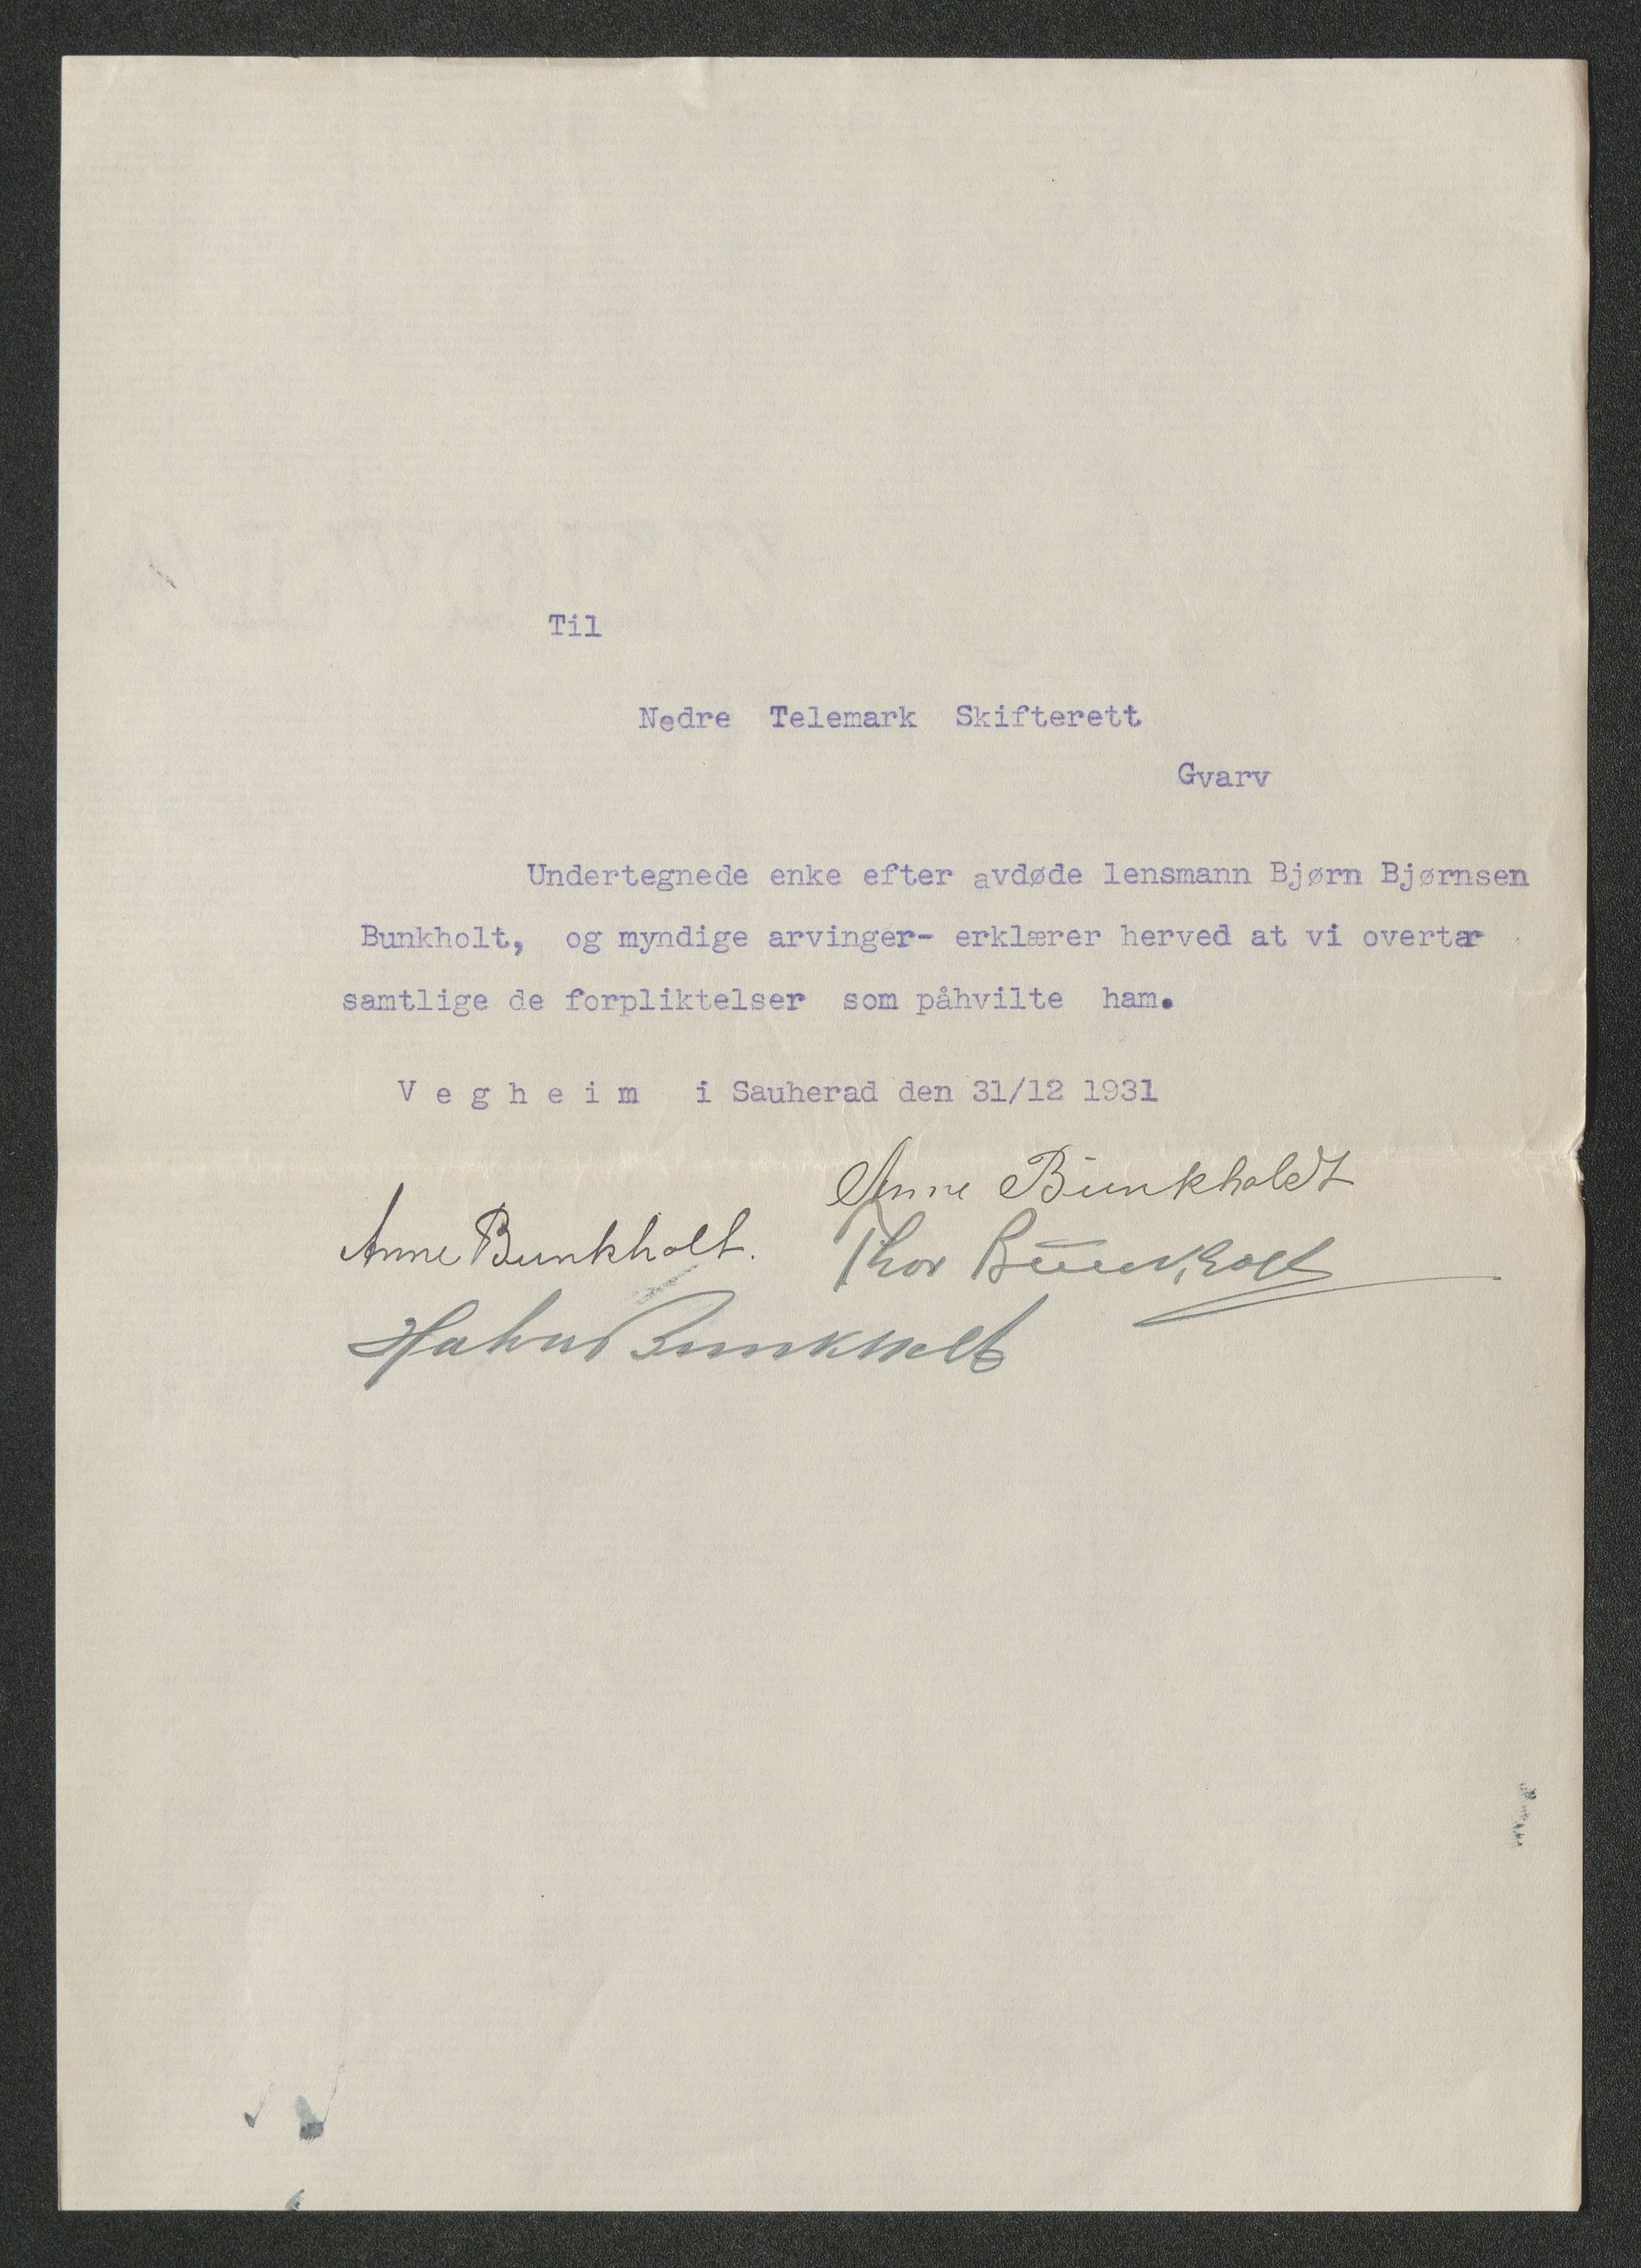 Til
Nedre Telemark Skifterett
Gvarv
Undertegnede enke efter avdøde lensmann Bjørn Bjørnsen
Bunkholt, og myndige arvinger- erklærer herved at vi overtar
samtlige de forpliktelser som påhvilte ham.
Vegheim i Sauherad den 31/12 1931
Anne Bunkholdt
Anne Bunkholt. Thor Bunkholt
Bunkholt